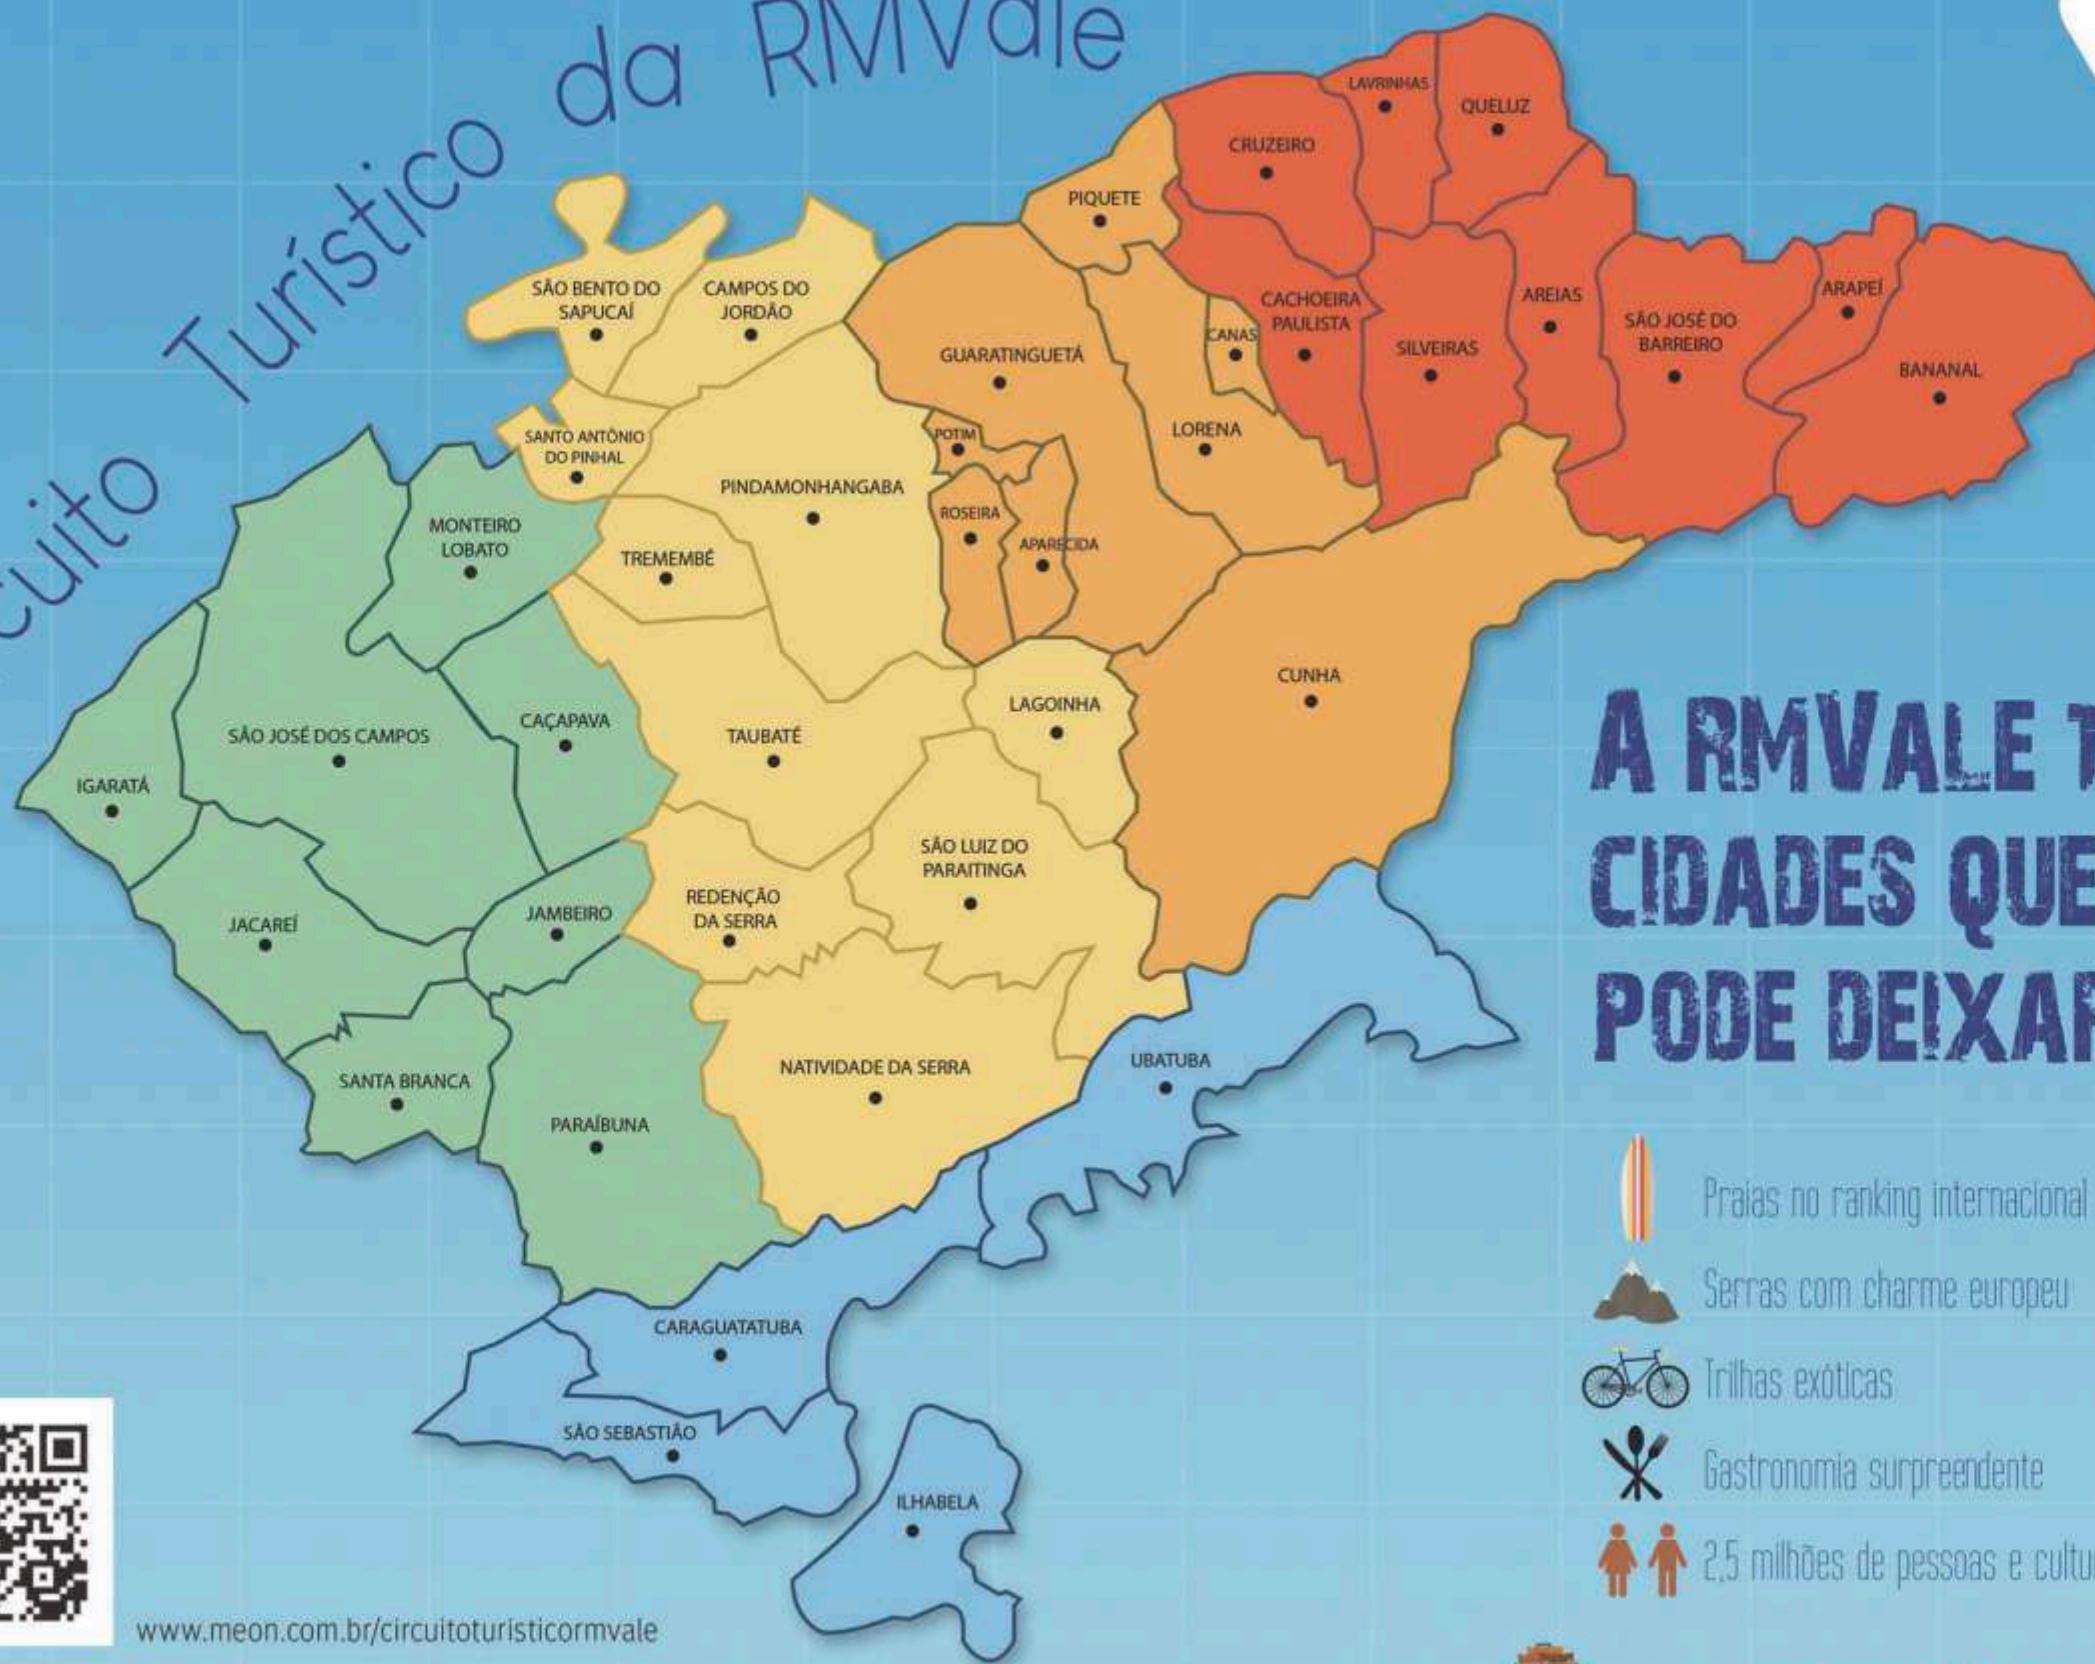 Turístico da RMVale
LAVRINHAS
QUELUZ
CRUZEIRO
PIQUETE
SÃO BENTO DO
SAPUCAÍ
CAMPOS DO
JORDÃO
CACHOEIRA
PAULISTA
AREIAS
ARAPEÍ
SÃO JOSÉ DO
BARREIRO
CANAS
GUARATINGUETÁ
SILVEIRAS
BANANAL
SANTO ANTÔNIO
DO PINHAL
POTIM
LORENA
PINDAMONHANGABA
MONTEIRO
LOBATO
ROSEIRA
APARECIDA
TREMEMBÉ
CUNHA
LAGOINHA
SÃO JOSÉ DOS CAMPOS
CAÇAPAVA
TAUBATÉ
IGARATÁ
SÃO LUIZ DO
PARAITINGA
REDENÇÃO
DA SERRA
JACAREÍ
JAMBEIRO
NATIVIDADE DA SERRA
UBATUBA
SANTA BRANCA
PARAÍBUNA
CARAGUATATUBA
SÃO SEBASTIÃO
ILHABELA
www.meon.com.br/circuitoturisticormvale
A RMVALE
CIDADES QUE
PODE DEIXAR
Praias no ranking internacional
Serras com charme europeu
Trilhas exóticas
Gastronomia surpreendente
2,5 milhões de pessoas e